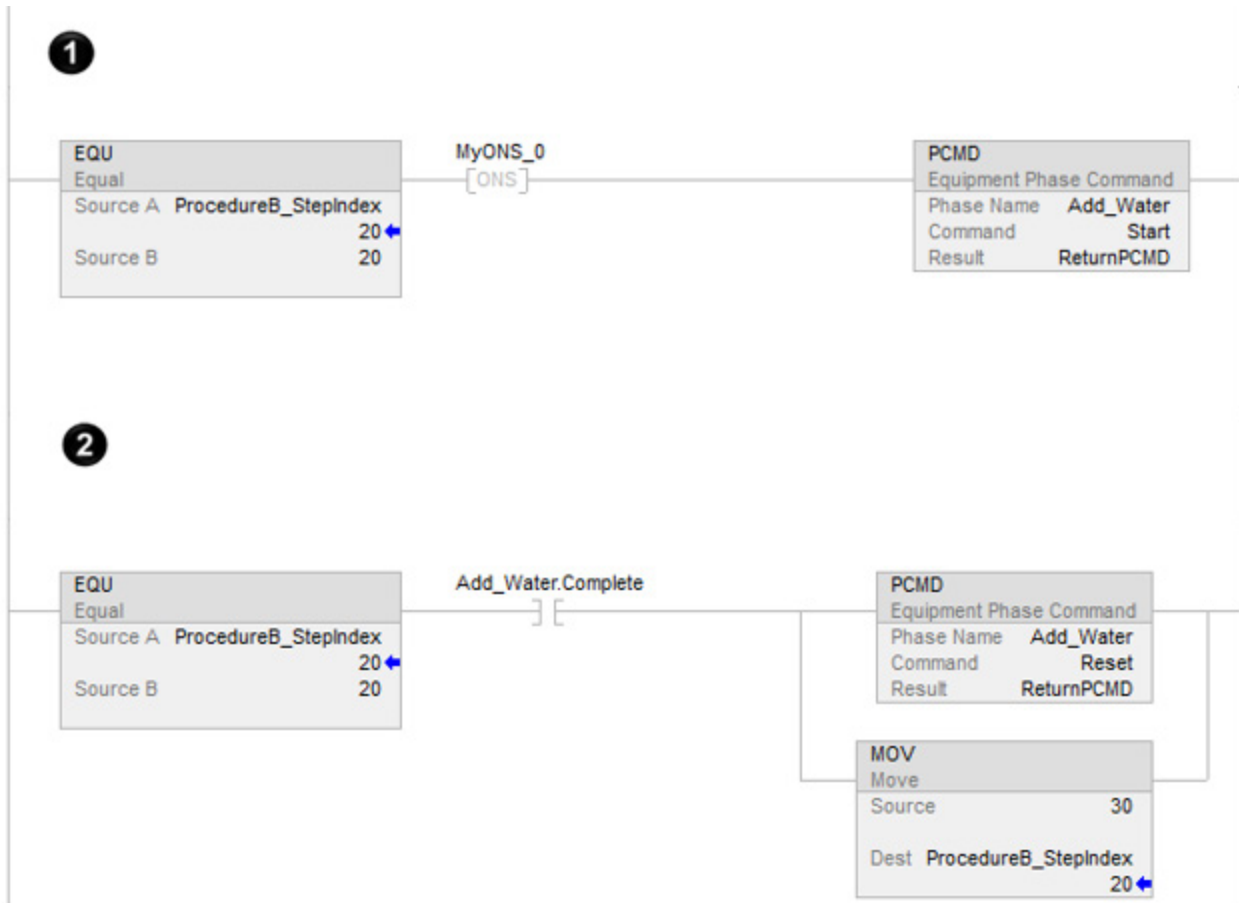 1
EQU
Equal
Source A ProcedureB_StepIndex
20
Source B 20
MyONS_0
ONS
PCMD
Equipment Phase Command
Phase Name Add_Water
Command Start
Result ReturnPCMD
2
EQU
Equal
Source A ProcedureB_StepIndex
20
Source B 20
Add_Water.Complete
PCMD
Equipment Phase Command
Phase Name Add_Water
Command Reset
Result ReturnPCMD
MOV
Move
Source 30
Dest ProcedureB_StepIndex
20